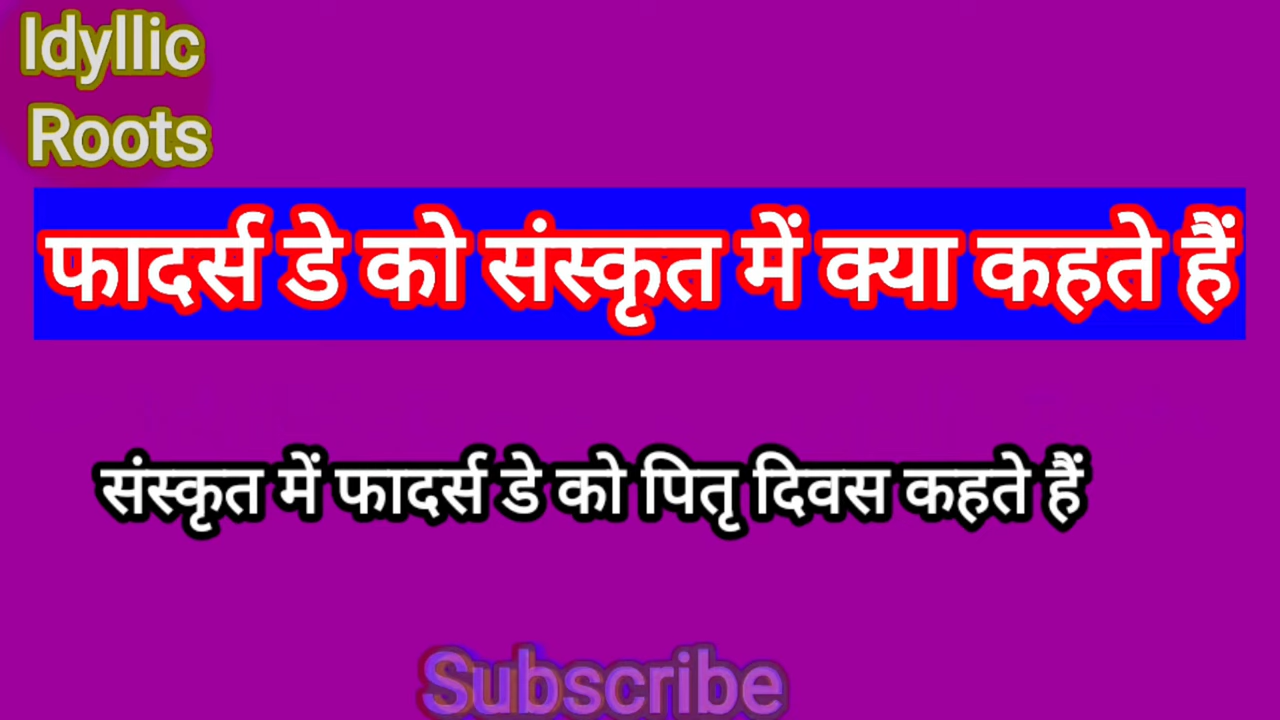 Idyllic
Roots
फादर्स डे को संस्कृत में क्या कहते हैं
संस्कृत में फादर्स डे को पितृ दिवस कहते हैं
Subscribe